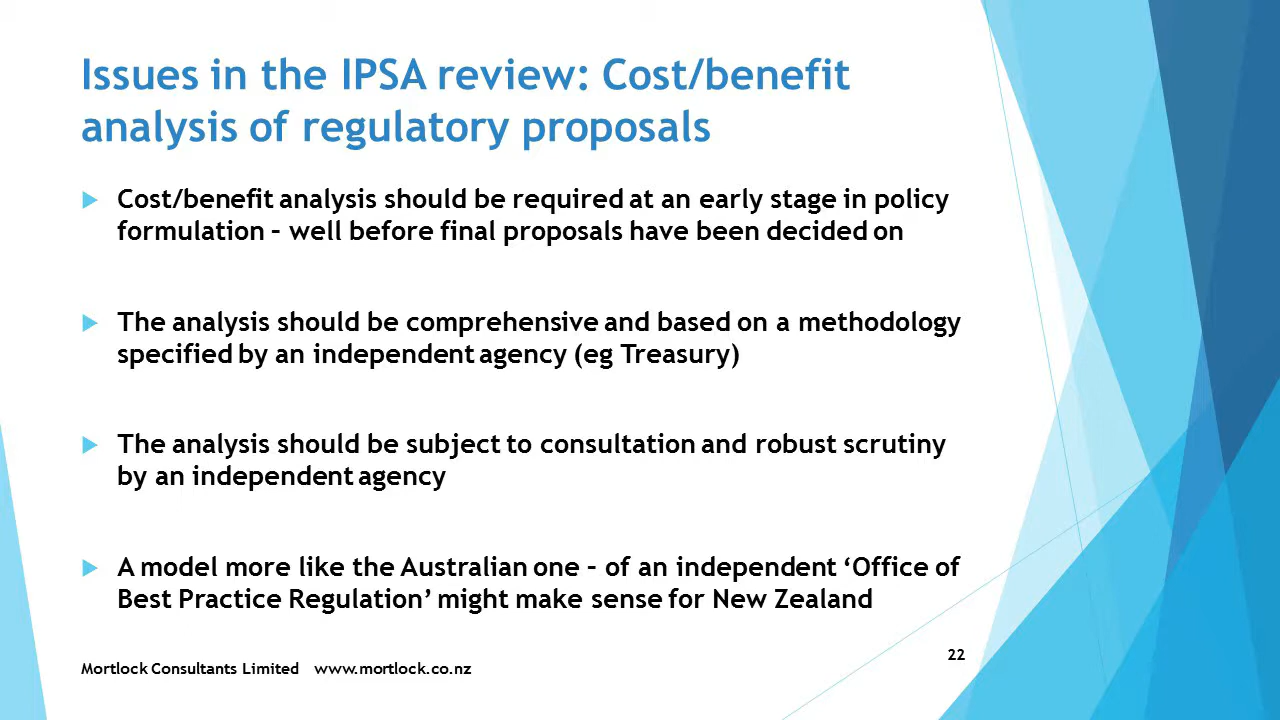 Issues in the IPSA review: Cost/benefit
analysis of regulatory proposals
Cost/benefit analysis should be required at an early stage in policy
formulation – well before final proposals have been decided on
The analysis should be comprehensive and based on a methodology
specified by an independent agency (eg Treasury)
The analysis should be subject to consultation and robust scrutiny
by an independent agency
A model more like the Australian one – of an independent ‘Office of
Best Practice Regulation’ might make sense for New Zealand
22
Mortlock Consultants Limited www.mortlock.co.nz